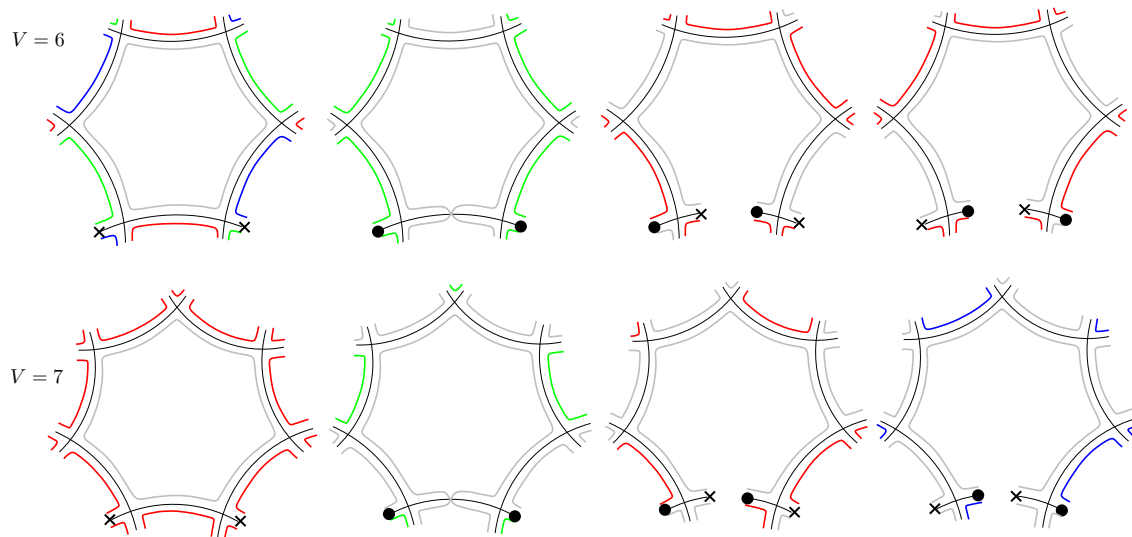 V = 6
V = 7